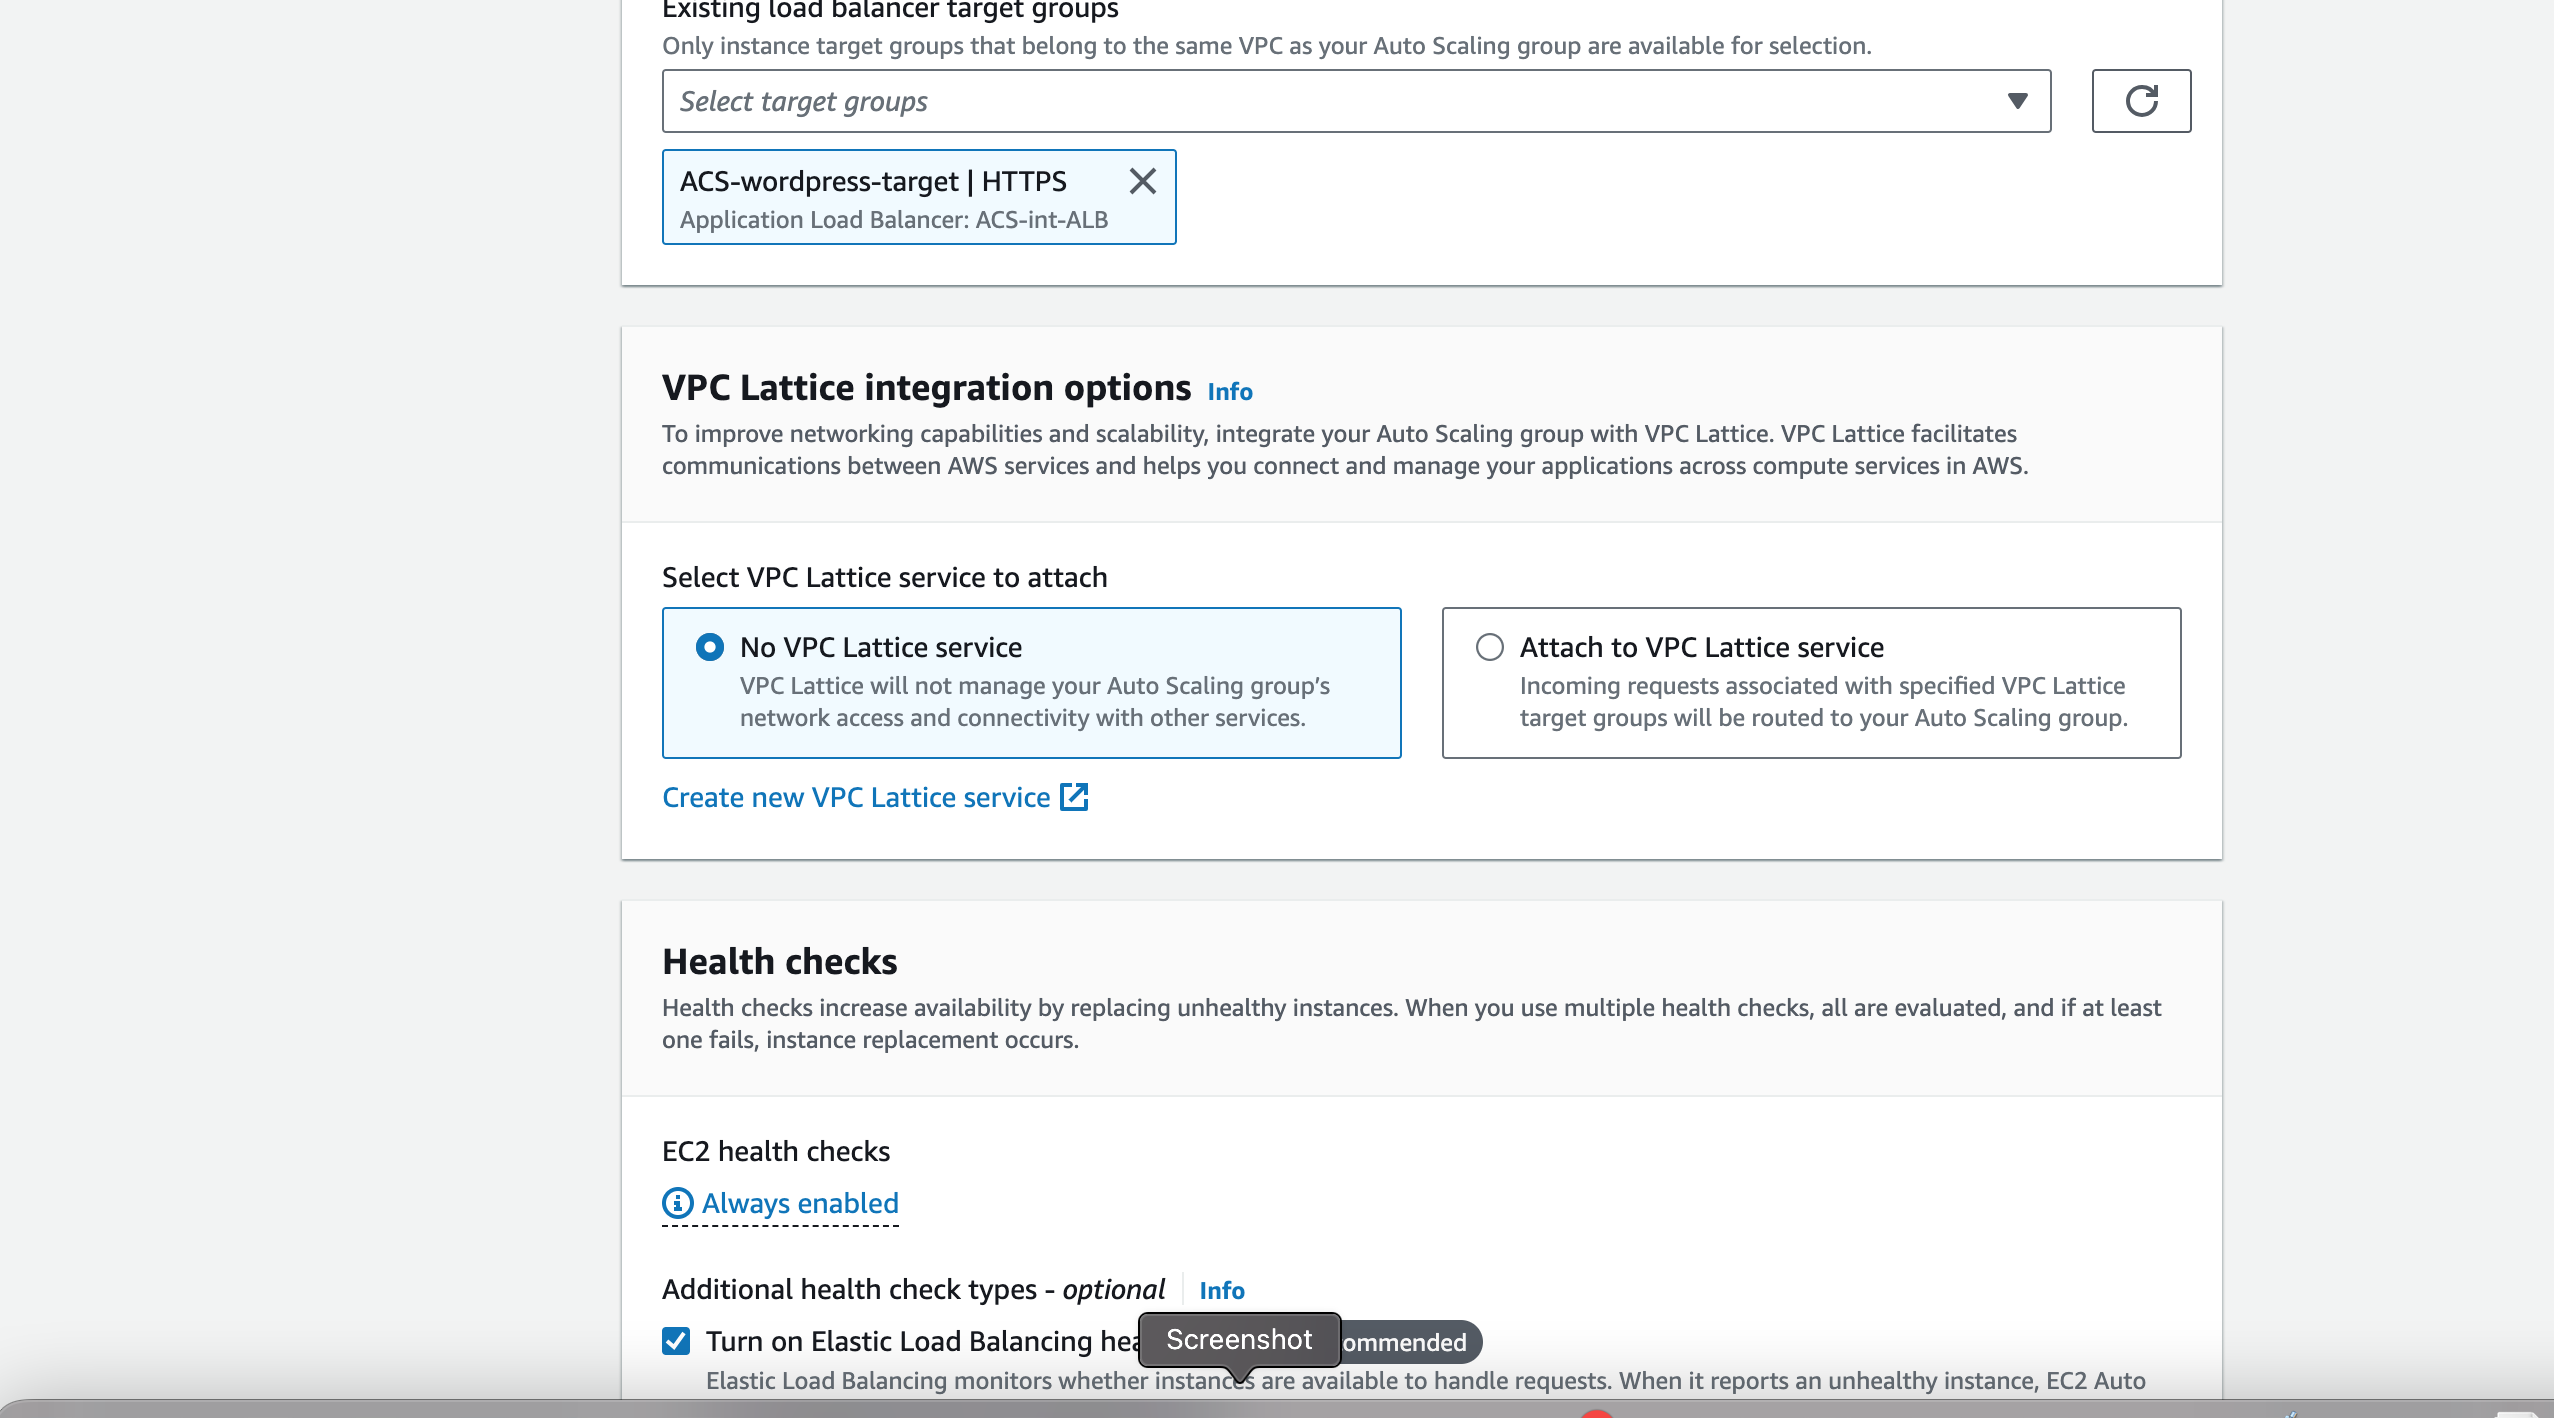 Existing load balancer target groups
Only instance target groups that belong to the same VPC as your Auto Scaling group are available for selection.
Select target groups
ACS-wordpress-target | HTTPS
Application Load Balancer: ACS-int-ALB
VPC Lattice integration options Info
To improve networking capabilities and scalability, integrate your Auto Scaling group with VPC Lattice. VPC Lattice facilitates
communications between AWS services and helps you connect and manage your applications across compute services in AWS.
Select VPC Lattice service to attach
No VPC Lattice service
VPC Lattice will not manage your Auto Scaling group's
network access and connectivity with other services.
Attach to VPC Lattice service
Incoming requests associated with specified VPC Lattice
target groups will be routed to your Auto Scaling group.
Create new VPC Lattice service
Health checks
Health checks increase availability by replacing unhealthy instances. When you use multiple health checks, all are evaluated, and if at least
one fails, instance replacement occurs.
EC2 health checks
Always enabled
Additional health check types - optional Info
Turn on Elastic Load Balancing
Screenshot
Elastic Load Balancing monitors whether instances are available to handle requests. When it reports an unhealthy instance, EC2 Auto